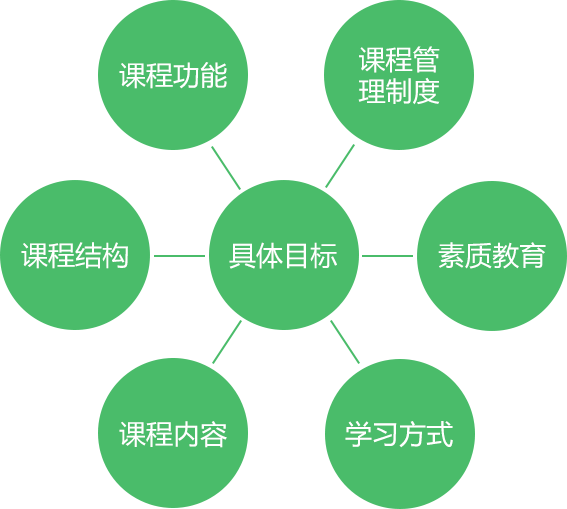 课程功能
课程管
理制度
课程结构
具体目标
素质教育
课程内容
学习方式